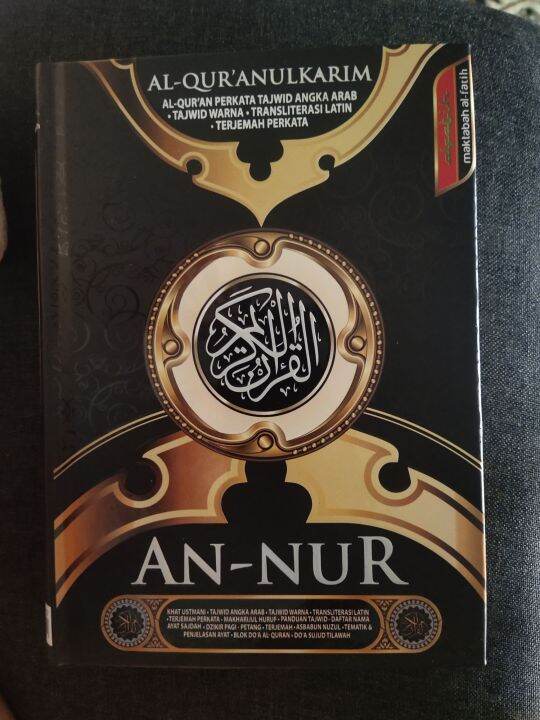 AL-QUR'ANULKARIM
AL-QUR'AN PERKATA TAJWID ANGKA ARAB
• TAJWID WARNA • TRANSLITERASI LATIN
• TERJEMAH PERKATA
maktabah al-fatih
القرآن الكريم
AN-NUR
KHAT USTMANI • TAJWID ANGKA ARAB • TAJWID WARNA • TRANSLITERASI LATIN
• TERJEMAH PERKATA • MAKHARIJUL HURUF • PANDUAN TAJWID • DAFTAR NAMA
AYAT SAJDAH • DZIKIR PAGI - PETANG • TERJEMAH • ASBABUN NUZUL • TEMATIK &
PENJELASAN AYAT • BLOK DO'A AL-QURAN • DO'A SUJUD TILAWAH